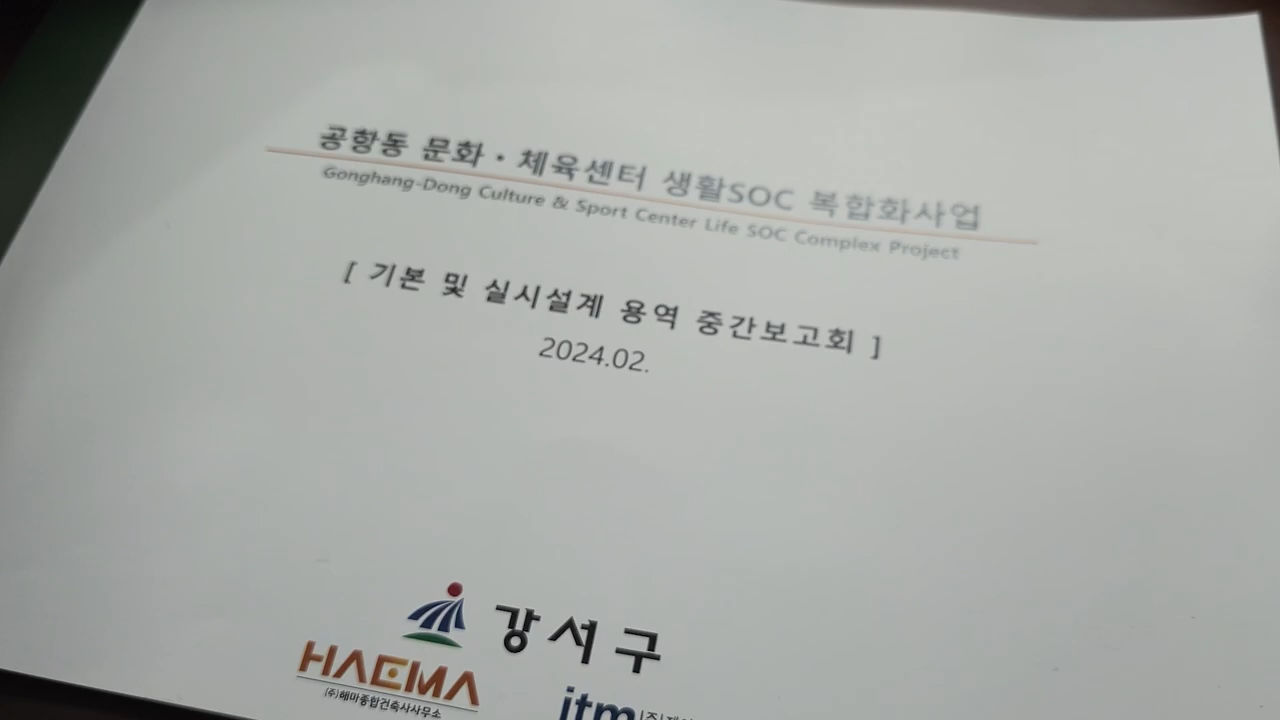 공항동 문화・체육센터 생활SOC 복합화사업
Gonghang-Dong Culture & Sport Center Life SOC Complex Project
[ 기본 및 실시설계 용역 중간보고회 ]
2024.02.
강서구
HAEMA
(주)해마종합건축사사무소
itm